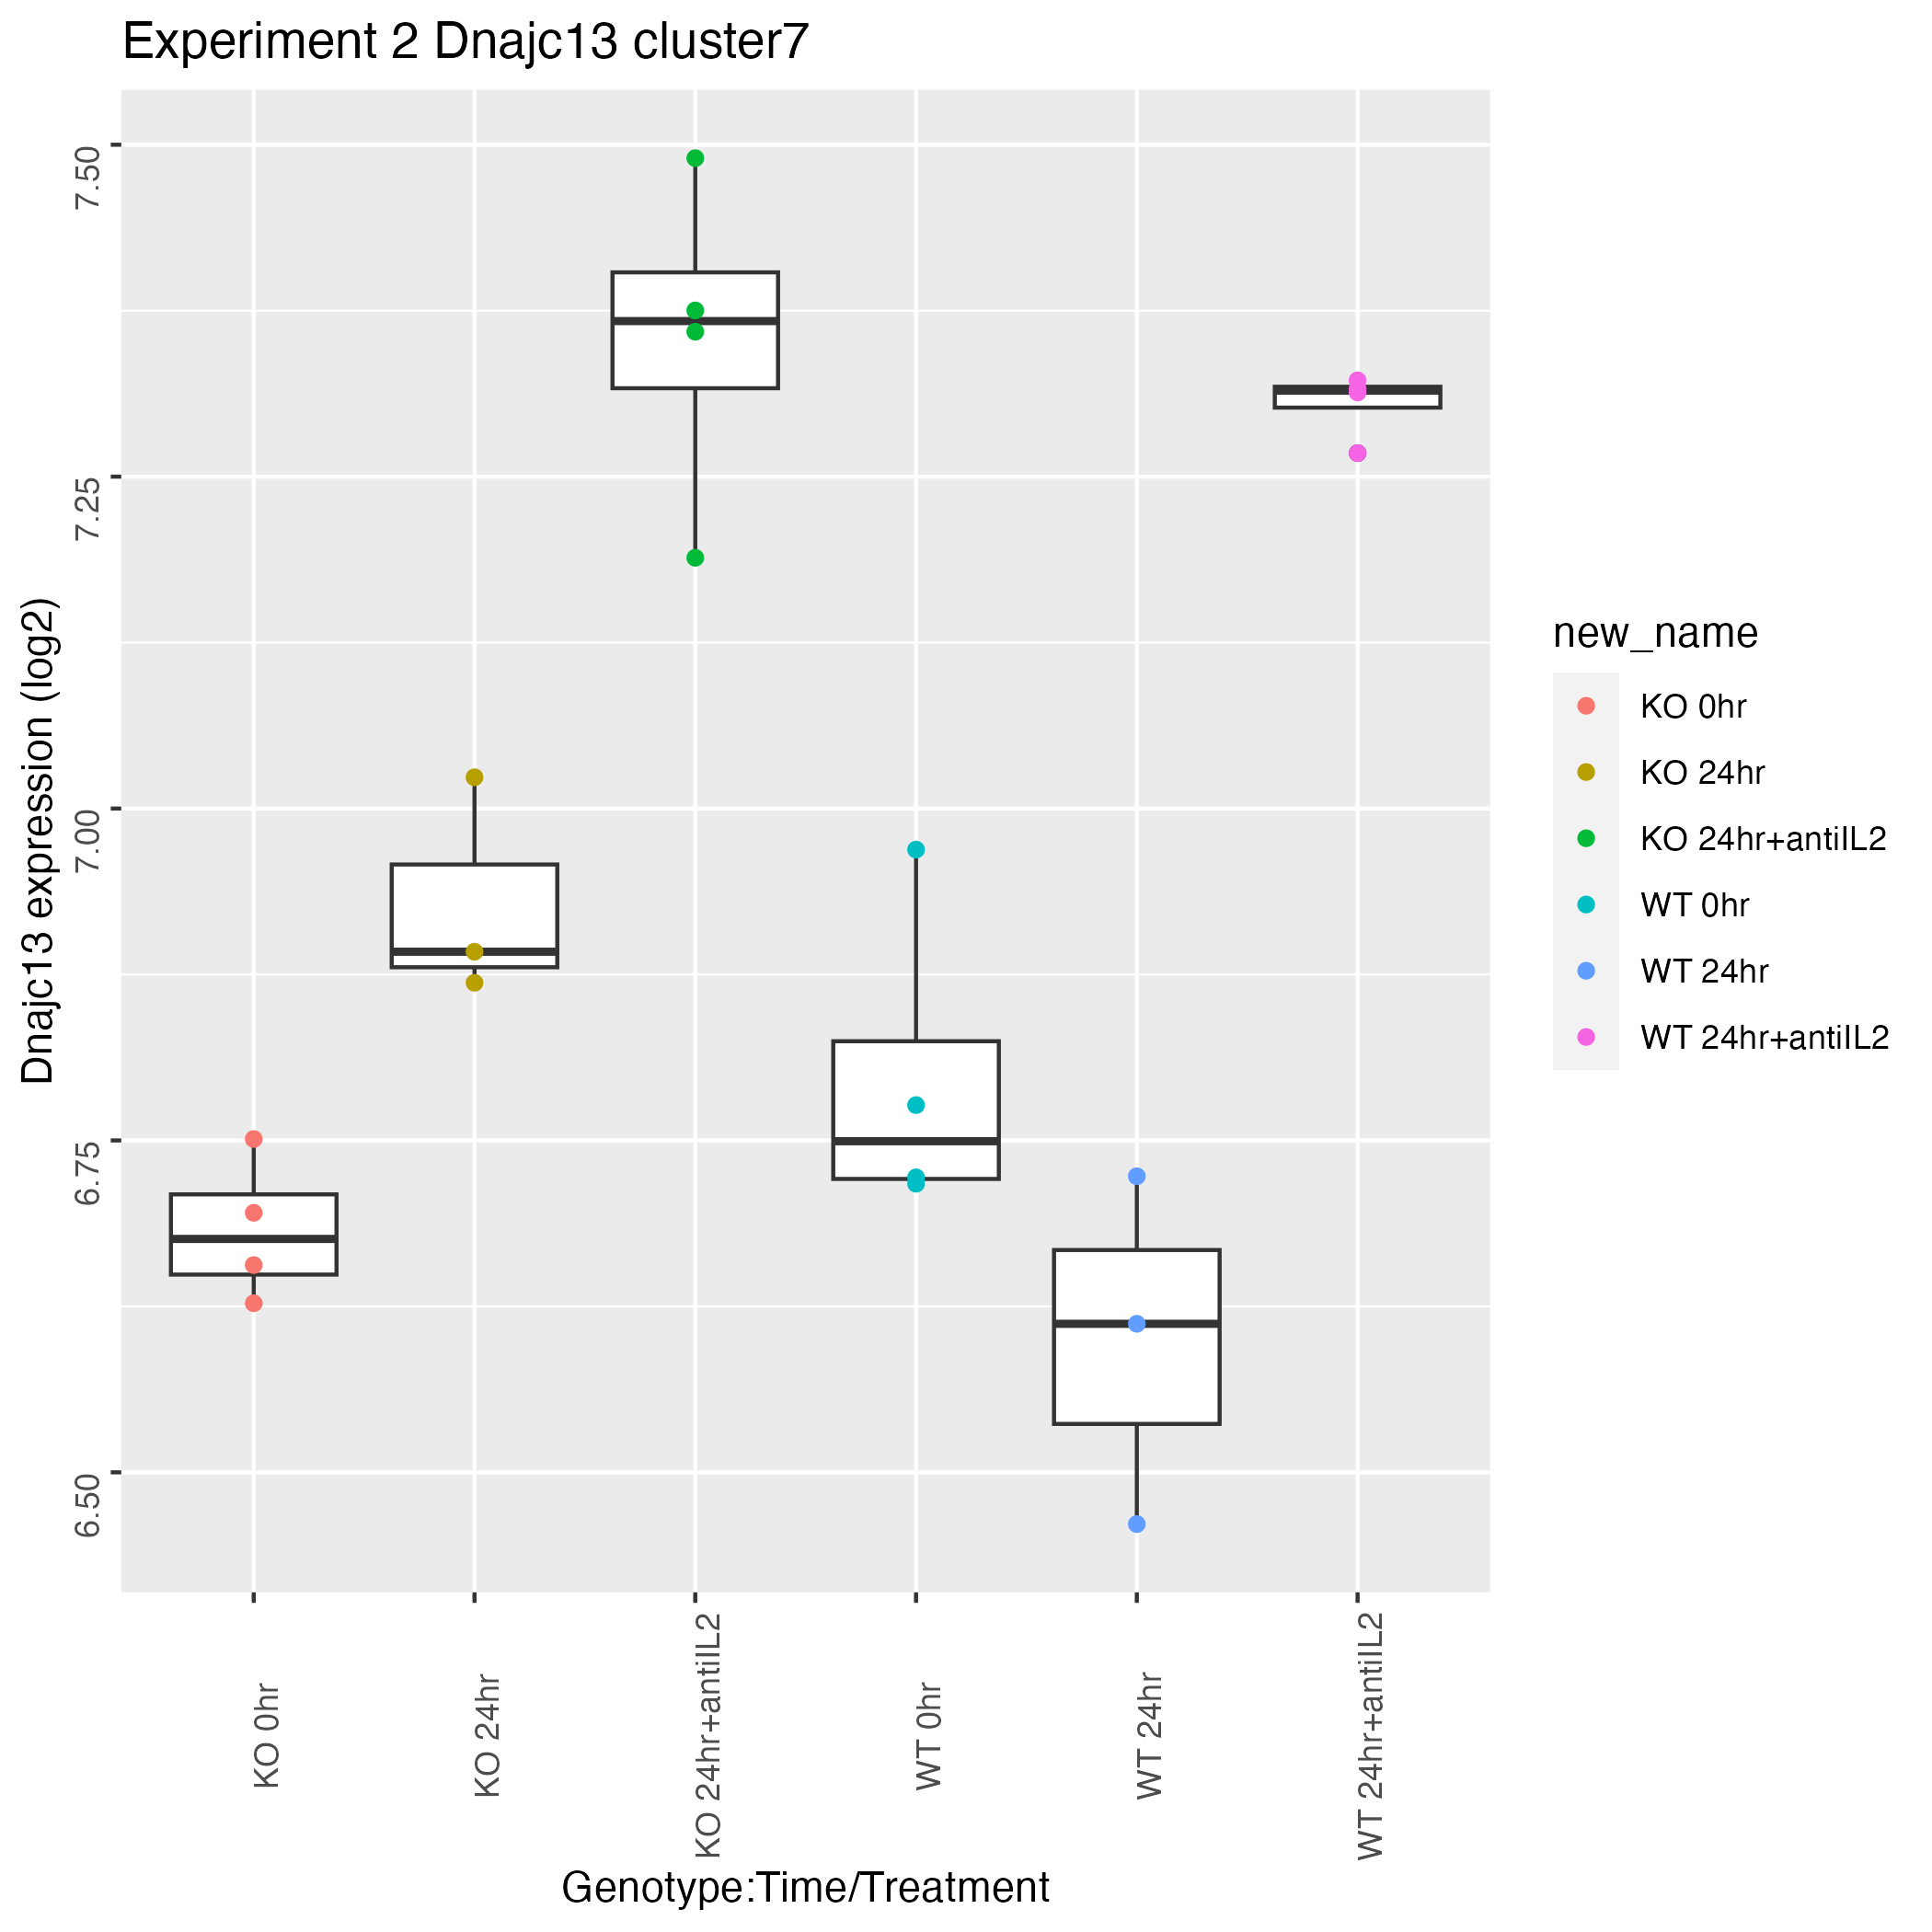 Experiment 2 Dnajc13 cluster7
Dnajc13 expression (log2)
7.50
7.25
7.00
6.75
6.50
KO 0hr
KO 24hr
KO 24hr+antiIL2
WT 0hr
WT 24hr
WT 24hr+antiIL2
Genotype:Time/Treatment
new_name
KO 0hr
KO 24hr
KO 24hr+antiIL2
WT 0hr
WT 24hr
WT 24hr+antiIL2